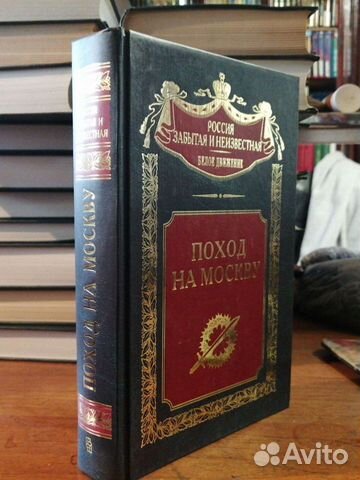 РОССИЯ
ЗАБЫТАЯ И НЕИЗВЕСТНАЯ
БЕЛОЕ ДВИЖЕНИЕ
ПОХОД
НА МОСКВУ
ПОХОД НА МОСКВУ
Avito